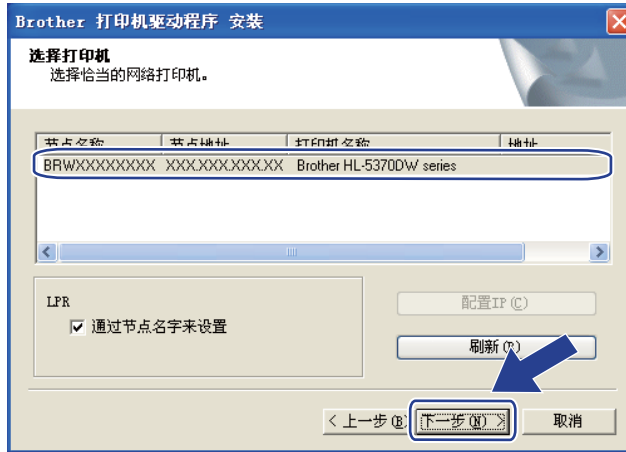 Brother 打印机驱动程序 安装
选择打印机
选择恰当的网络打印机。
节点名称 节点地址 打印机名称 地址
BRWXXXXXXXX XXX.XXX.XXX.XX Brother HL-5370DW series
LPR
通过节点名字来设置
配置IP (C)
刷新 (R)
< 上一步 (B) 下一步 (N) > 取消